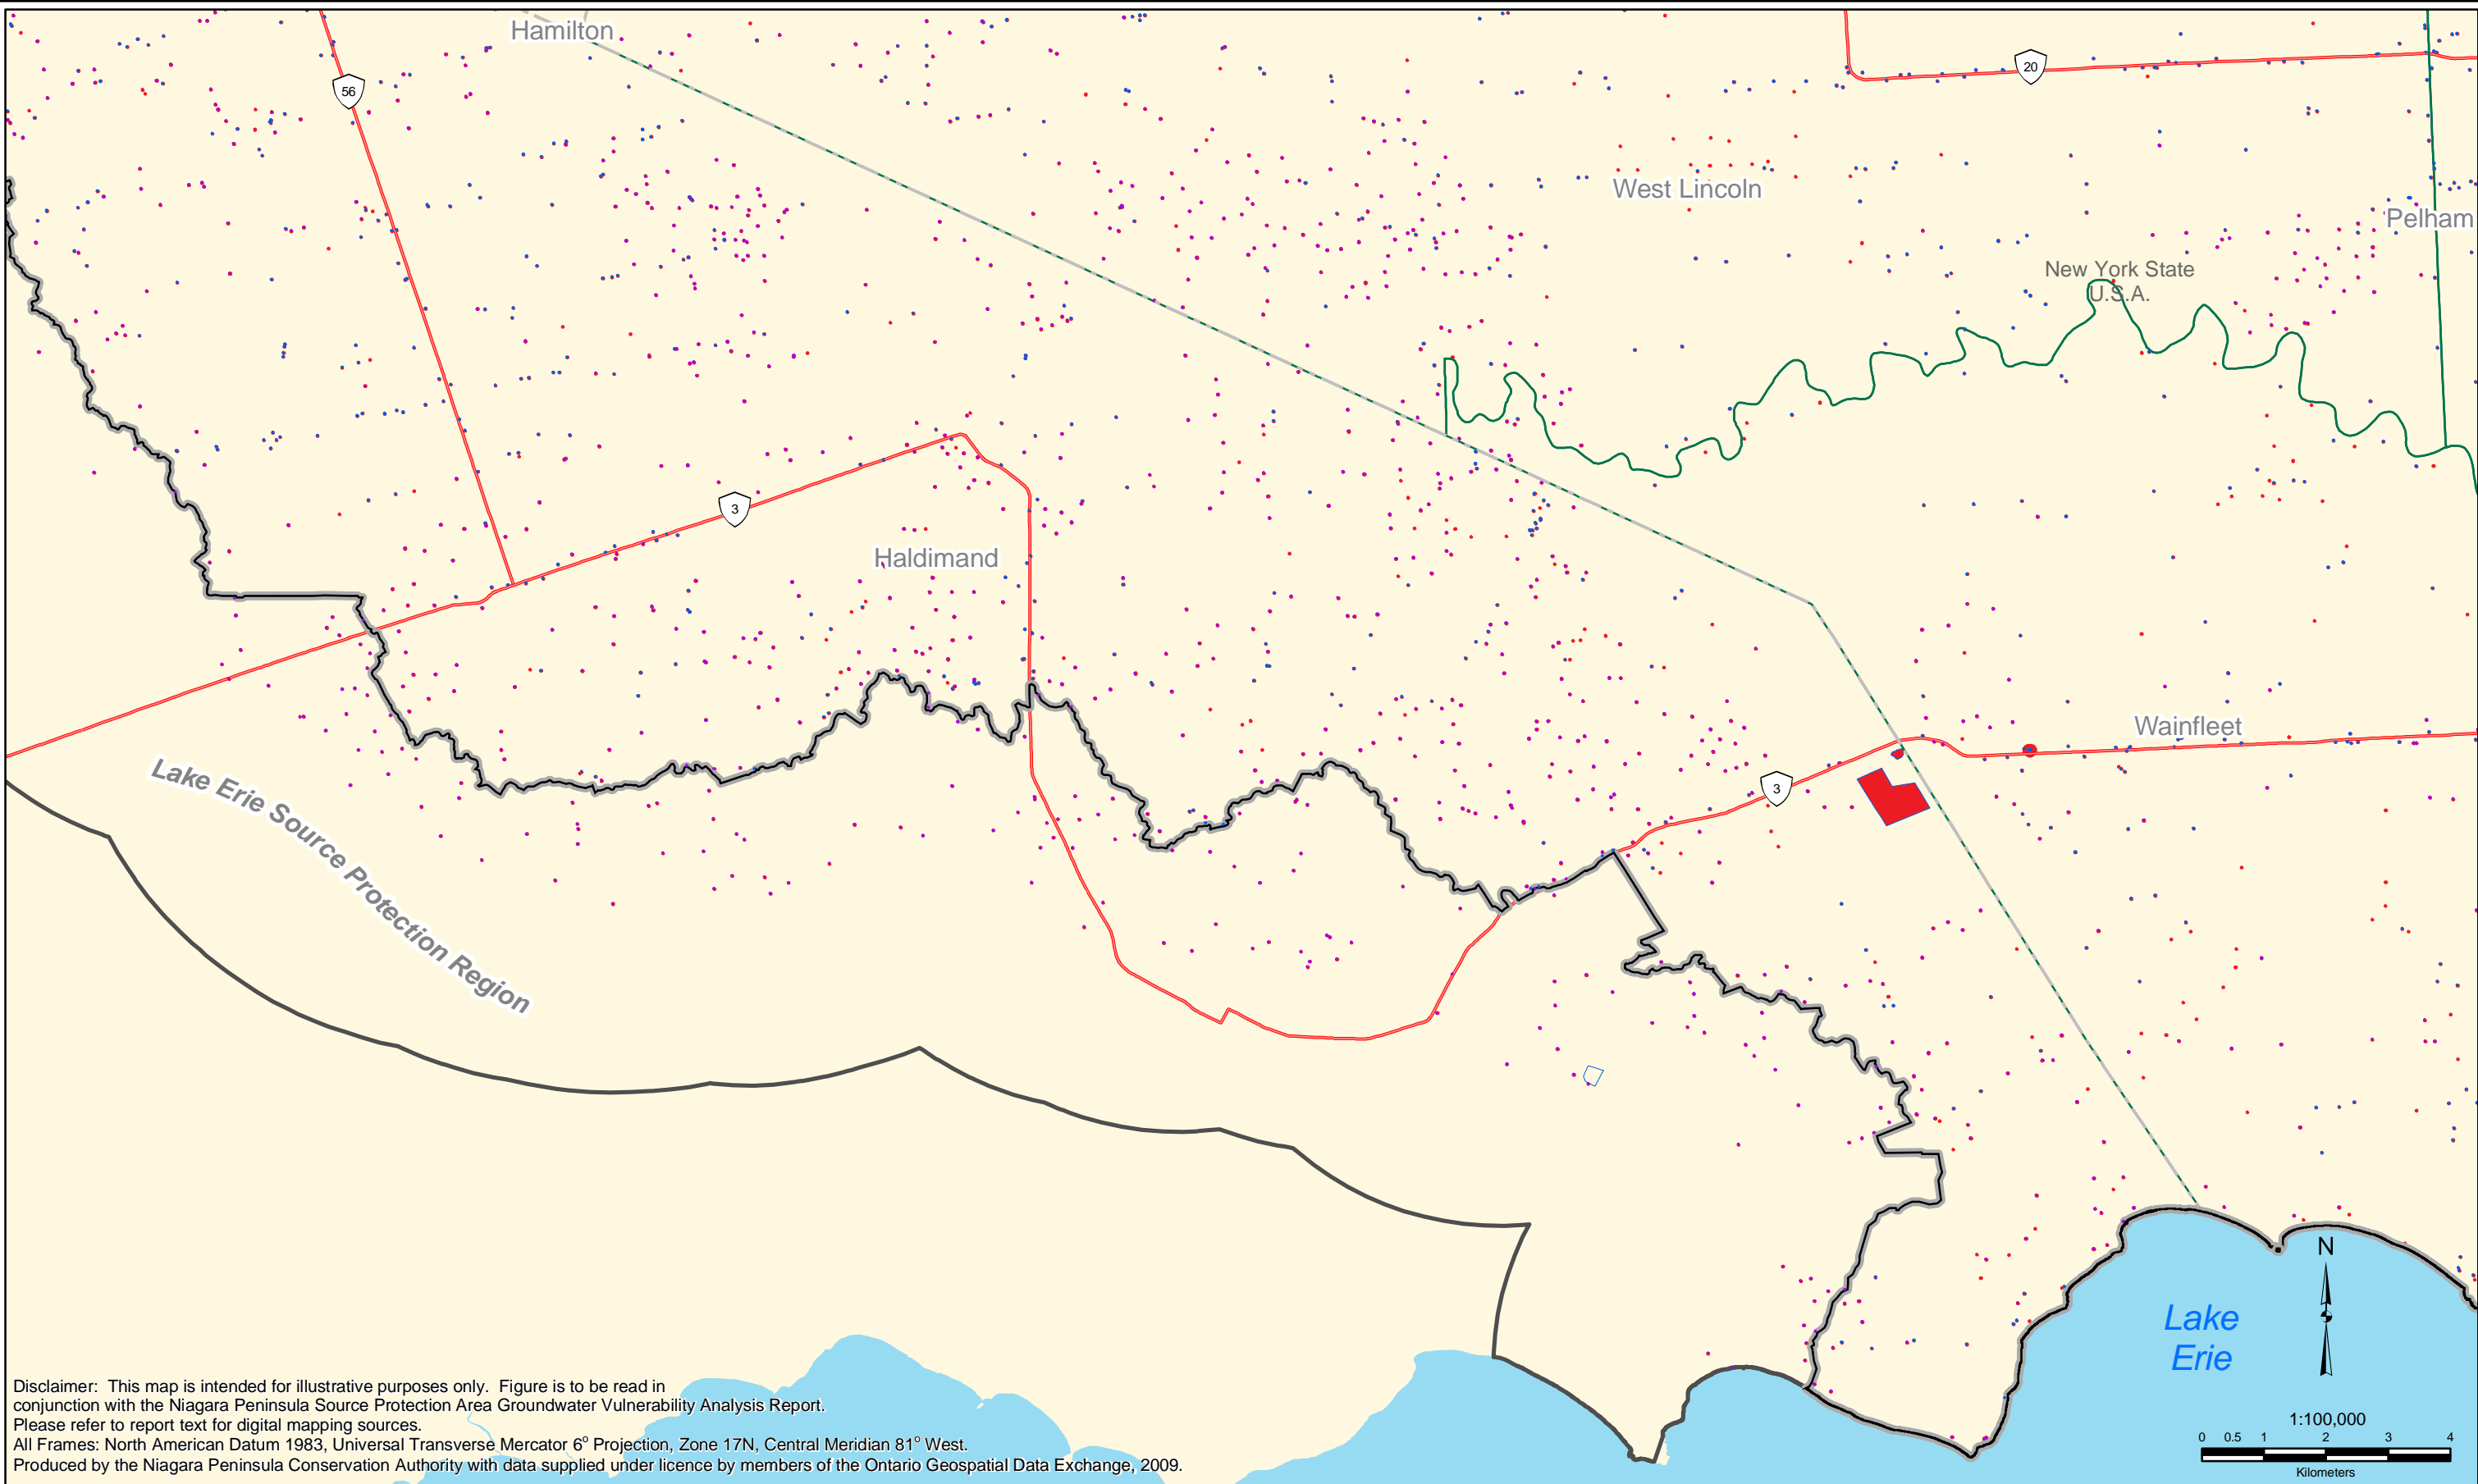 Hamilton
56
20
West Lincoln
Pelham
New York State
U.S.A.
3
Haldimand
Wainfleet
3
Lake Erie Source Protection Region
N
Lake
Erie
Disclaimer: This map is intended for illustrative purposes only. Figure is to be read in
conjunction with the Niagara Peninsula Source Protection Area Groundwater Vulnerability Analysis Report.
Please refer to report text for digital mapping sources.
All Frames: North American Datum 1983, Universal Transverse Mercator 6° Projection, Zone 17N, Central Meridian 81° West.
Produced by the Niagara Peninsula Conservation Authority with data supplied under licence by members of the Ontario Geospatial Data Exchange, 2009.
1:100,000
0 0.5 1 2 3 4
Kilometers